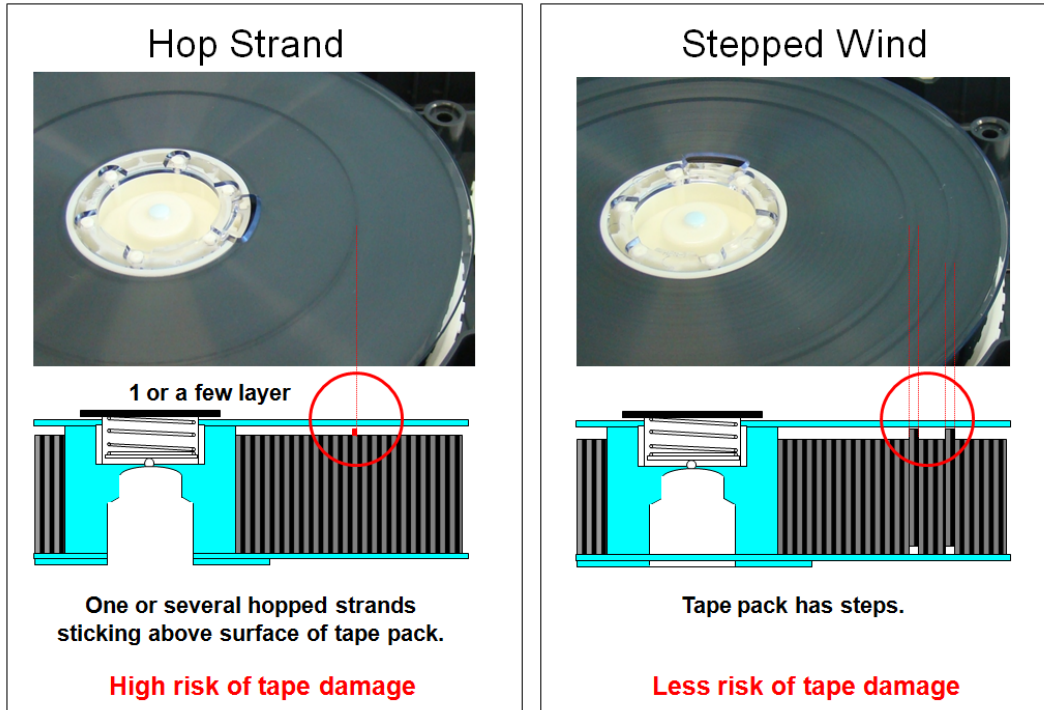 Hop Strand
1 or a few layer
One or several hopped strands
sticking above surface of tape pack.
High risk of tape damage
Stepped Wind
Tape pack has steps.
Less risk of tape damage